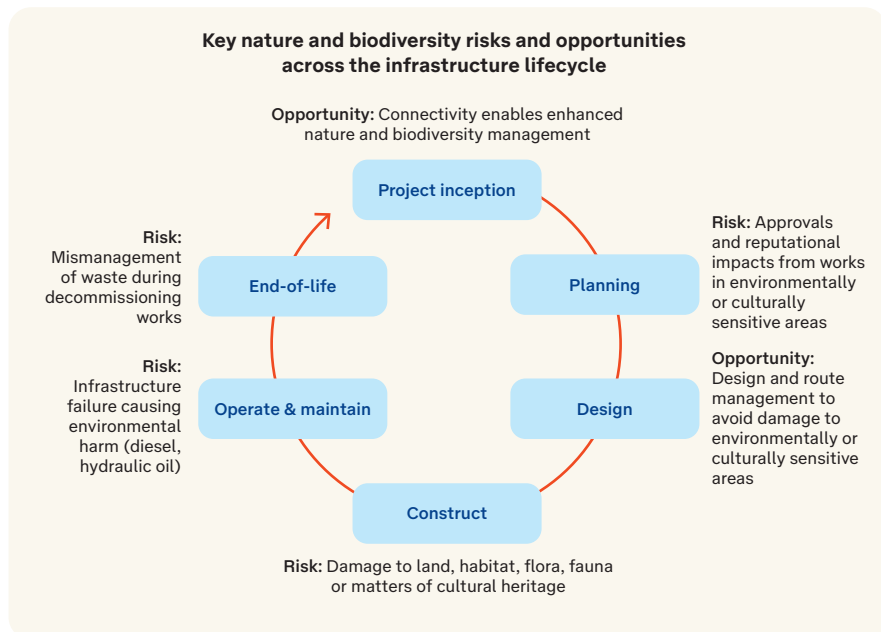 Key nature and biodiversity risks and opportunities
across the infrastructure lifecycle
Opportunity: Connectivity enables enhanced
nature and biodiversity management
Project inception
Risk: Approvals
and reputational
impacts from works
in environmentally
or culturally
sensitive areas
Planning
Opportunity:
Design and route
management to
avoid damage to
environmentally or
culturally sensitive
areas
Design
Construct
Risk: Damage to land, habitat, flora, fauna
or matters of cultural heritage
Operate & maintain
Risk:
Infrastructure
failure causing
environmental
harm (diesel,
hydraulic oil)
End-of-life
Risk:
Mismanagement
of waste during
decommissioning
works